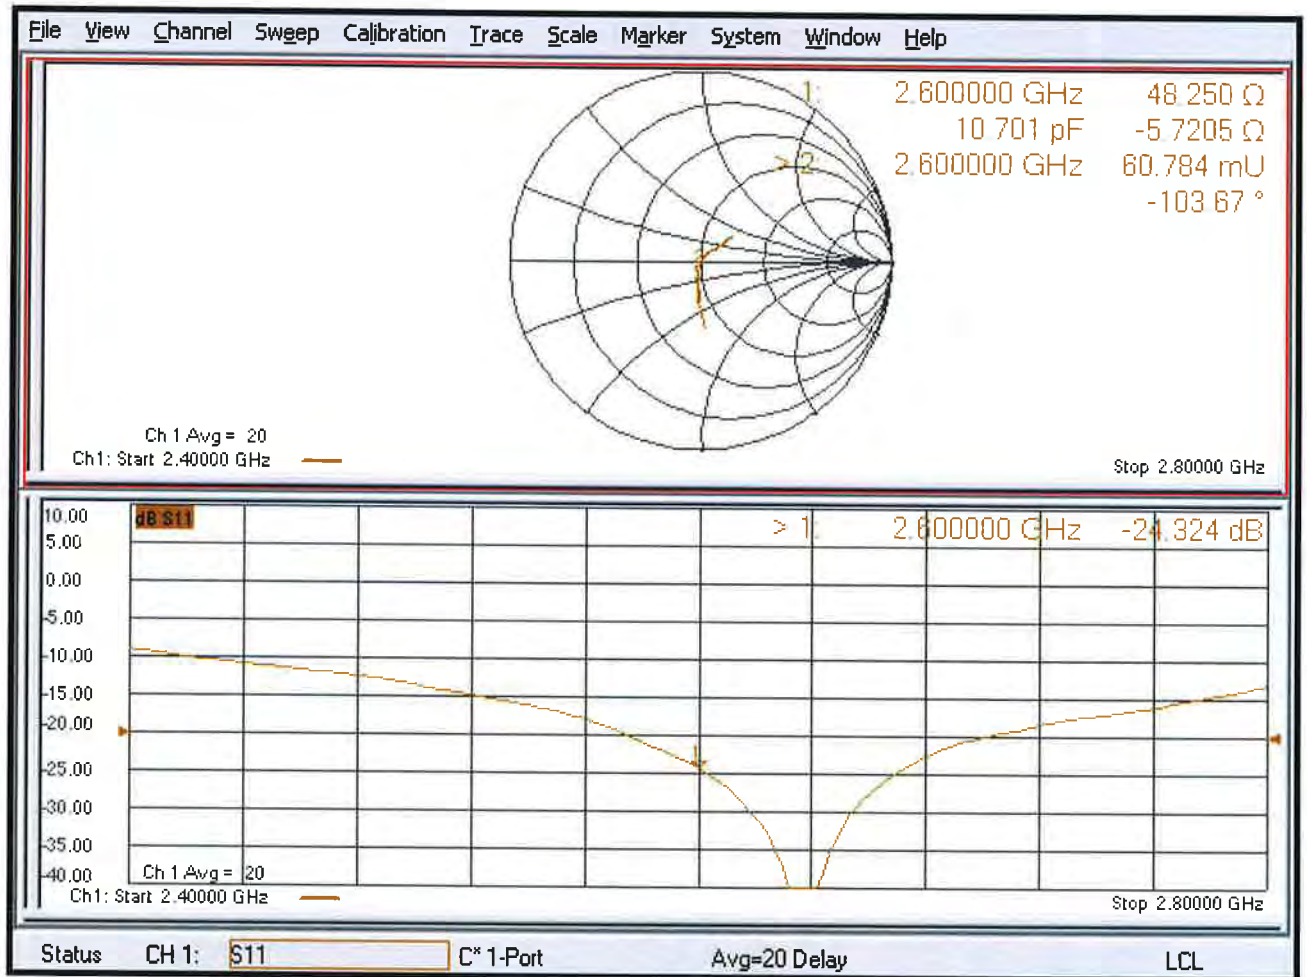 File View Channel Sweep Calibration Trace Scale Marker System Window Help
1: 2.600000 GHz 48.250 Ω
10.701 pF -5.7205 Ω
> 2: 2.600000 GHz 60.784 mU
-103.67 °
Ch 1 Avg = 20
Ch1: Start 2.40000 GHz
Stop 2.80000 GHz
10.00
dB S11
> 1: 2.600000 GHz -24.324 dB
5.00
0.00
-5.00
-10.00
-15.00
-20.00
-25.00
-30.00
-35.00
-40.00
Ch 1 Avg = 20
Ch1: Start 2.40000 GHz
Stop 2.80000 GHz
Status CH 1: S11 C* 1-Port Avg=20 Delay LCL